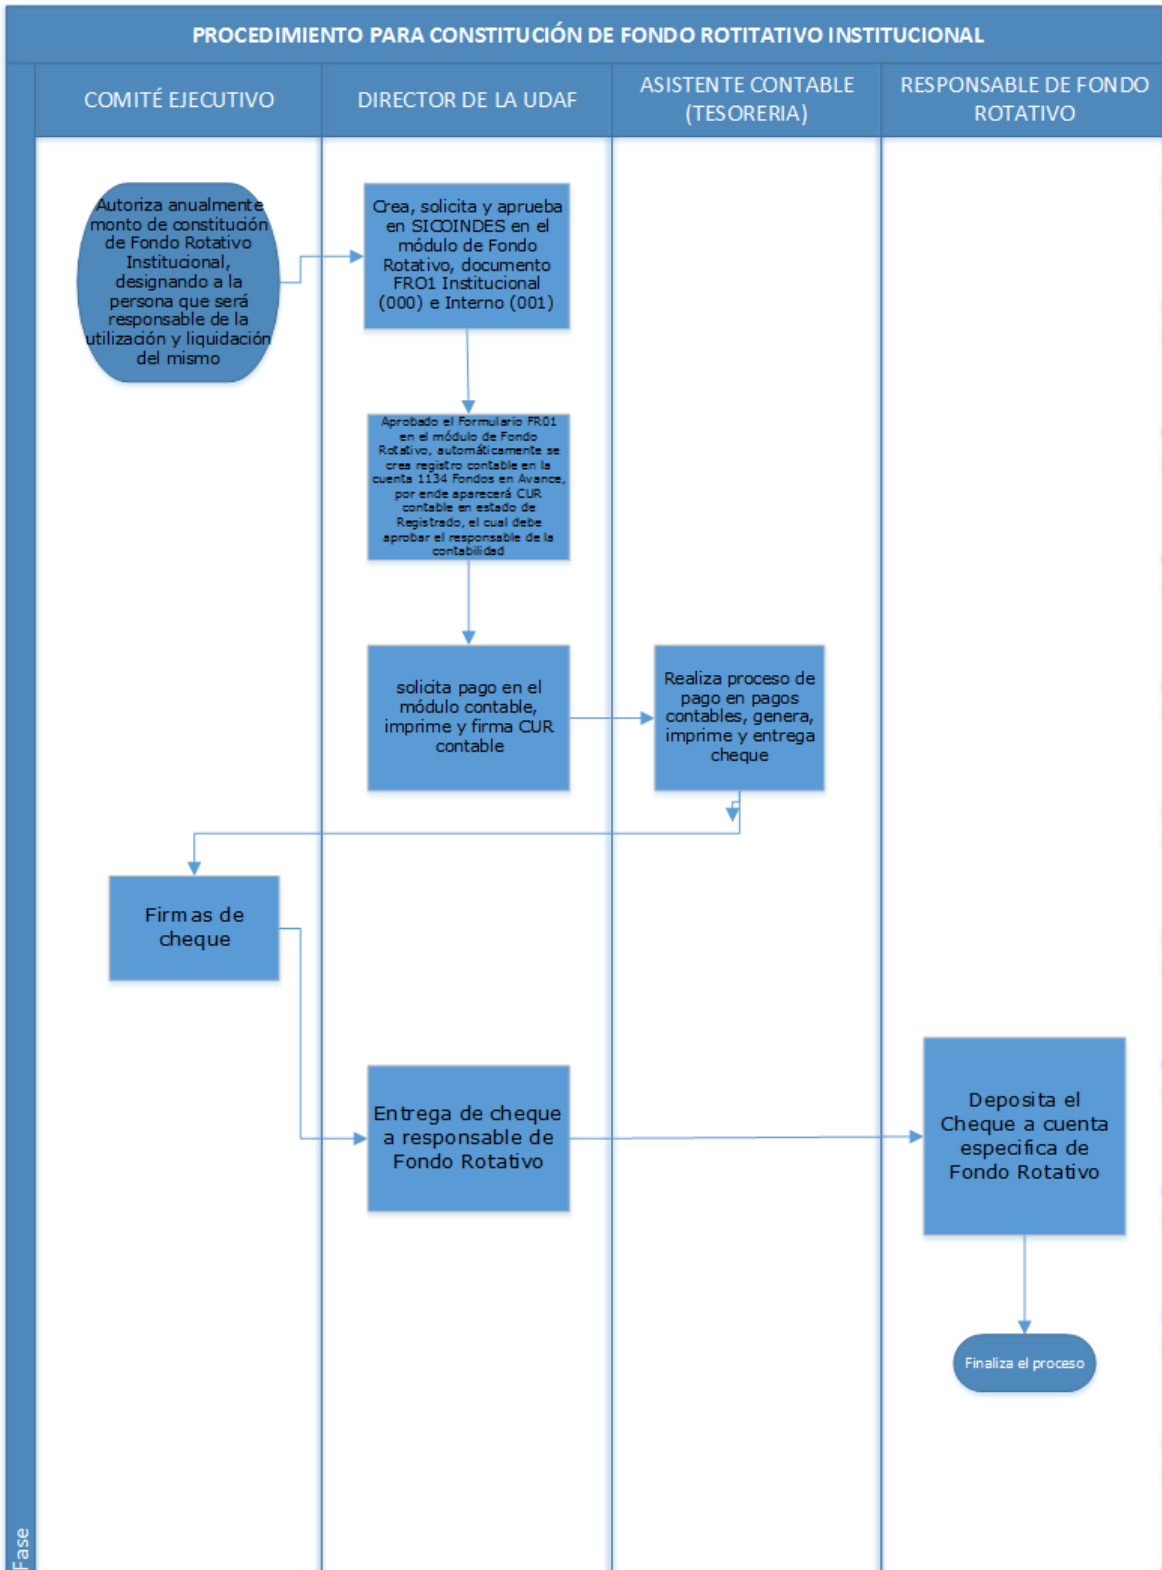 PROCEDIMIENTO PARA CONSTITUCIÓN DE FONDO ROTITATIVO INSTITUCIONAL
COMITÉ EJECUTIVO
DIRECTOR DE LA UDAF
ASISTENTE CONTABLE
(TESORERIA)
RESPONSABLE DE FONDO
ROTATIVO
Autoriza anualmente
monto de constitución
de Fondo Rotativo
Institucional,
designando a la
persona que será
responsable de la
utilización y liquidación
del mismo
Crea, solicita y aprueba
en SICOINDES en el
módulo de Fondo
Rotativo, documento
FRO1 Institucional
(000) e Interno (001)
Aprobado el Formulario FR01
en el módulo de Fondo
Rotativo, automáticamente se
crea registro contable en la
cuenta 1134 Fondos en Avance,
por ende aparecerá CUR
contable en estado de
Registrado, el cual debe
aprobar el responsable de la
contabilidad
solicita pago en el
módulo contable,
imprime y firma CUR
contable
Realiza proceso de
pago en pagos
contables, genera,
imprime y entrega
cheque
Firmas de
cheque
Entrega de cheque
a responsable de
Fondo Rotativo
Deposita el
Cheque a cuenta
especifica de
Fondo Rotativo
Finaliza el proceso
Fase